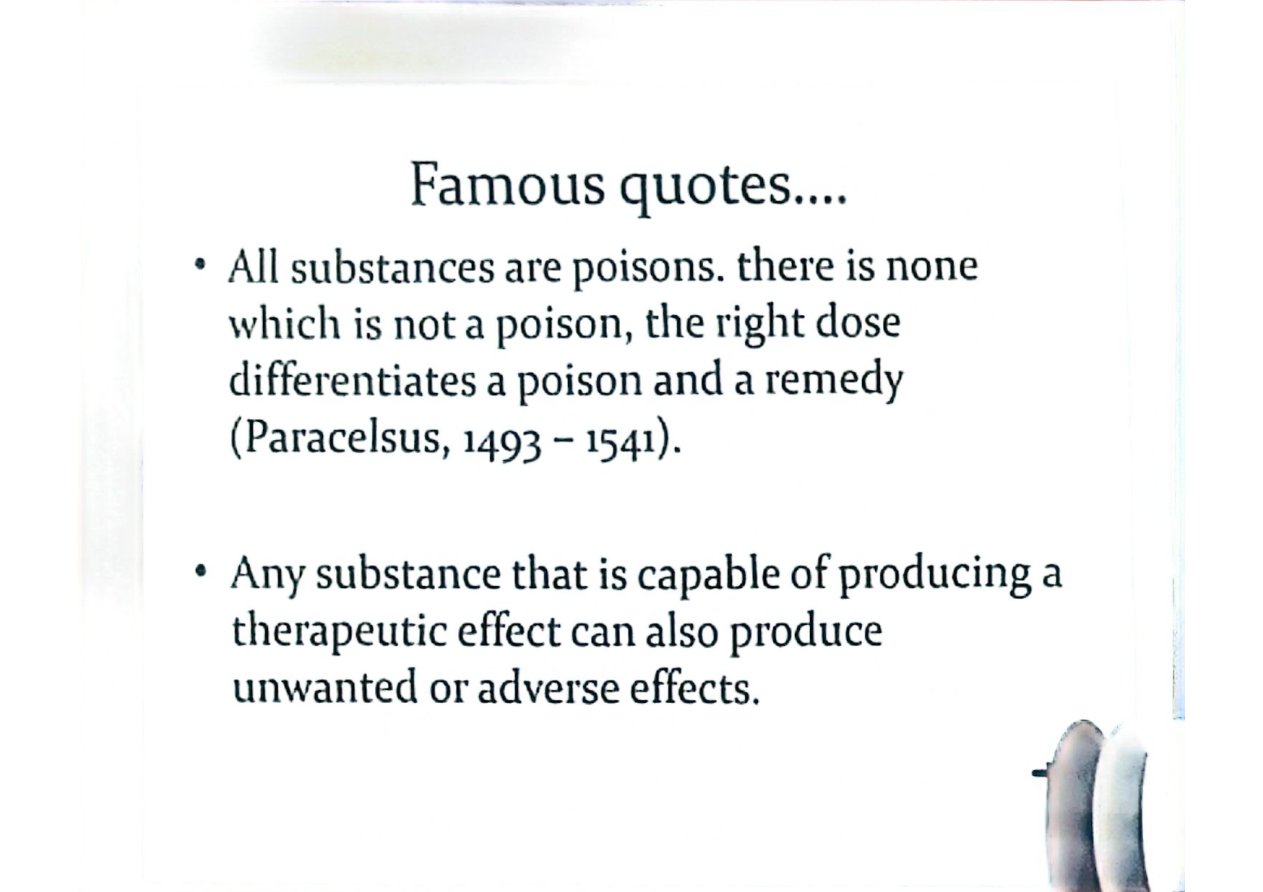 Famous quotes....
• All substances are poisons. there is none
which is not a poison, the right dose
differentiates a poison and a remedy
(Paracelsus, 1493 – 1541).
• Any substance that is capable of producing a
therapeutic effect can also produce
unwanted or adverse effects.